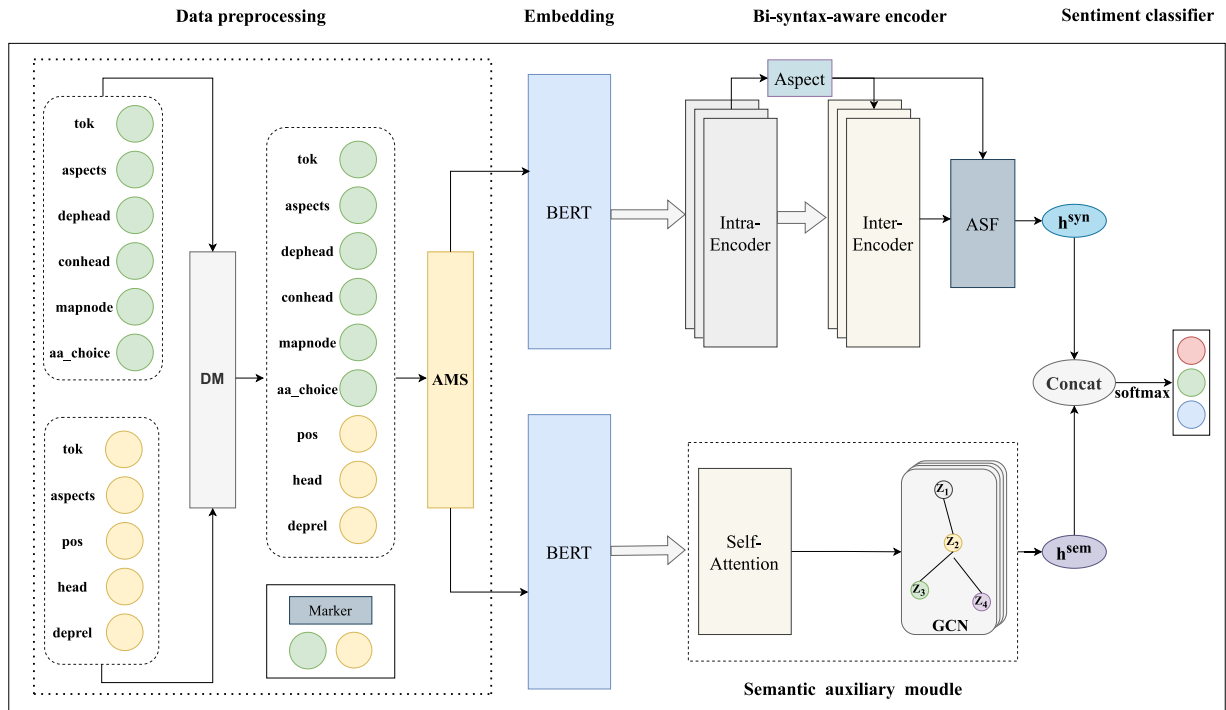 Data preprocessing
Embedding
Bi-syntax-aware encoder
Sentiment classifier
tok
aspects
dephead
conhead
mapnode
aa_choice
tok
aspects
pos
head
deprel
DM
tok
aspects
dephead
conhead
mapnode
aa_choice
pos
head
deprel
Marker
AMS
BERT
BERT
Aspect
Intra-
Encoder
Inter-
Encoder
ASF
h^syn
Self-
Attention
Z1
Z2
Z3
Z4
GCN
h^sem
Concat
softmax
Semantic auxiliary moudle